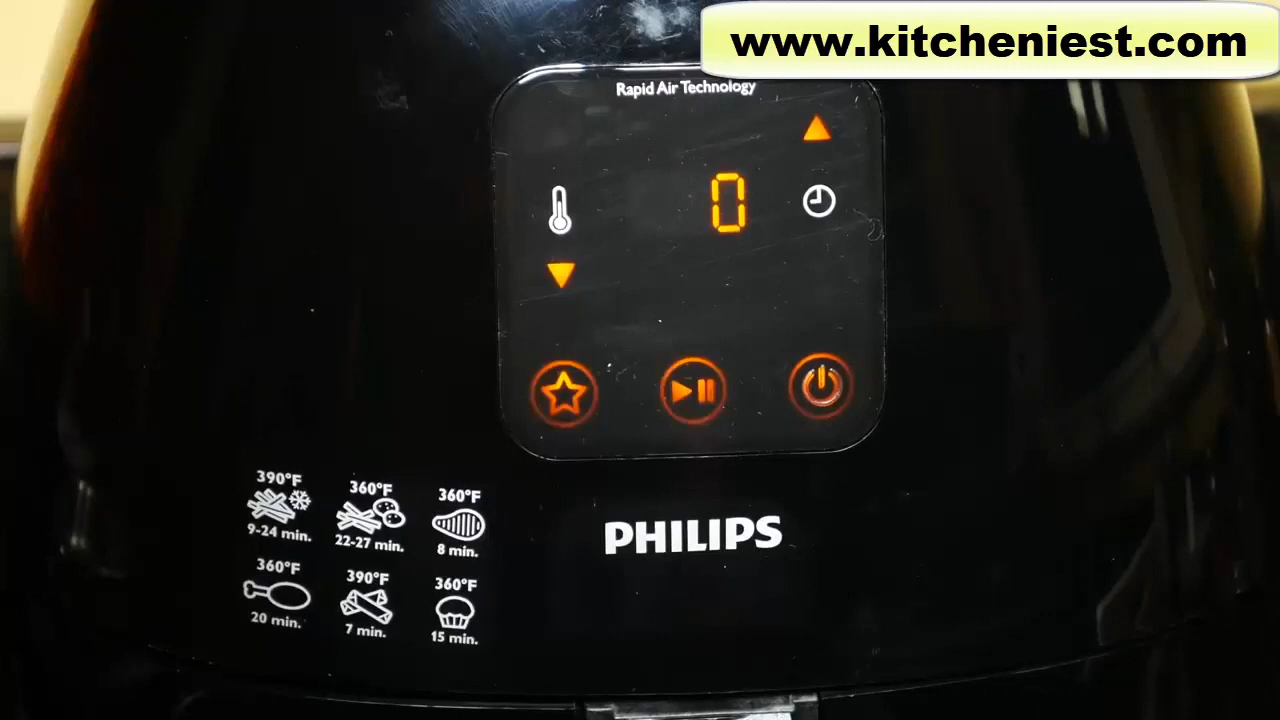 www.kitcheniest.com
Rapid Air Technology
0
390°F
360°F
360°F
9-24 min.
22-27 min.
8 min.
360°F
390°F
360°F
20 min.
7 min.
15 min.
PHILIPS